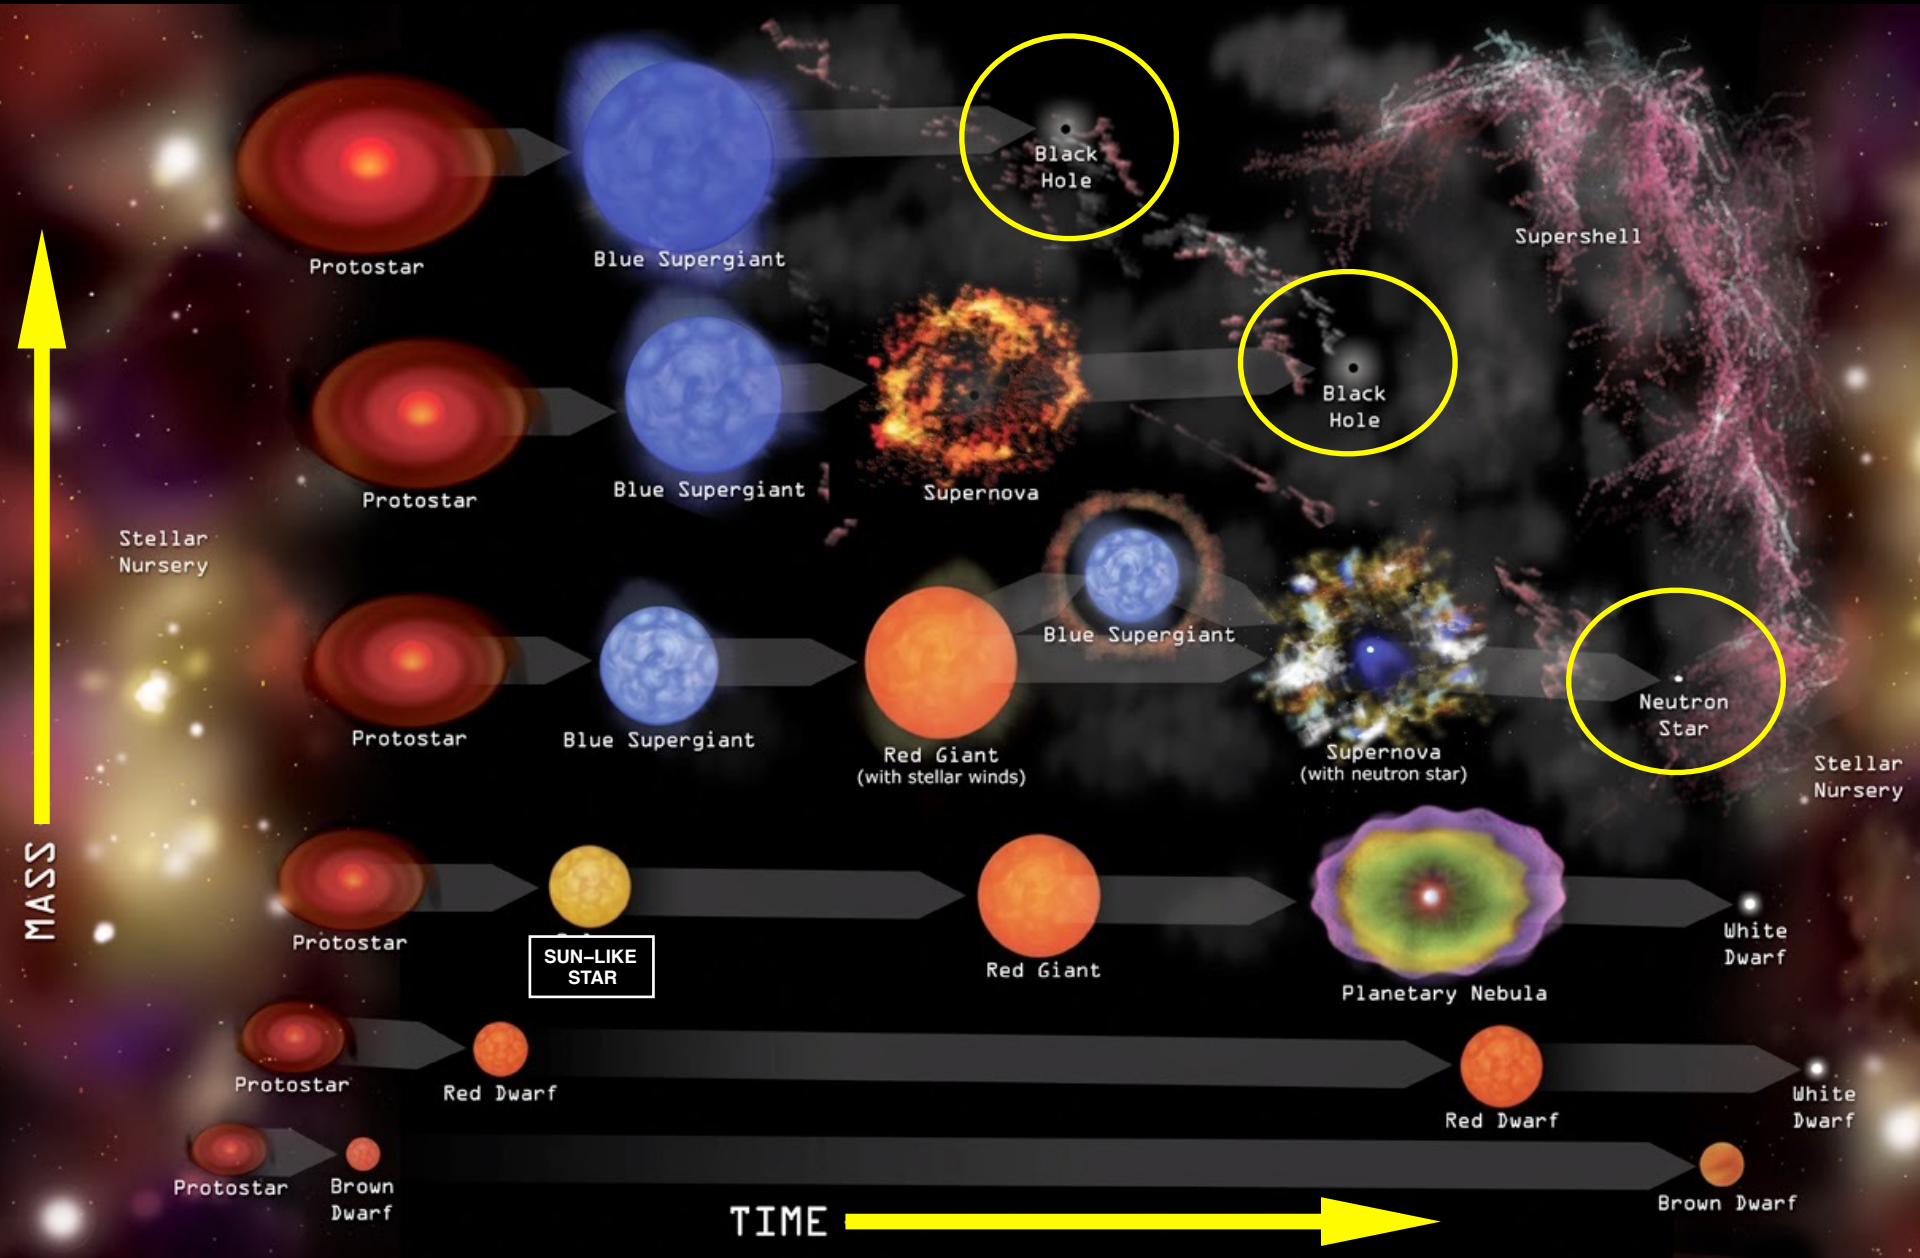 Protostar
Blue Supergiant
Black
Hole
Supershell
Protostar
Blue Supergiant
Supernova
Black
Hole
Stellar
Nursery
Protostar
Blue Supergiant
Red Giant
(with stellar winds)
Blue Supergiant
Supernova
(with neutron star)
Neutron
Star
Stellar
Nursery
MASS
Protostar
SUN–LIKE
STAR
Red Giant
Planetary Nebula
White
Dwarf
Protostar
Red Dwarf
Red Dwarf
White
Dwarf
Protostar
Brown
Dwarf
Brown Dwarf
TIME